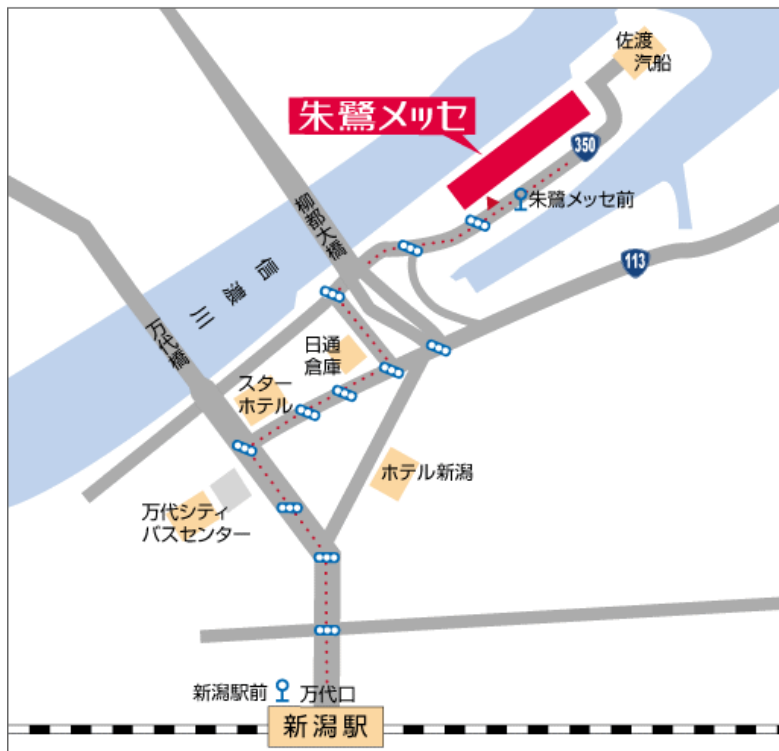 佐渡
汽船
朱鷺メッセ
350
朱鷺メッセ前
柳都大橋
113
信濃川
万代橋
日通
倉庫
スター
ホテル
ホテル新潟
万代シティ
バスセンター
新潟駅前
万代口
新潟駅